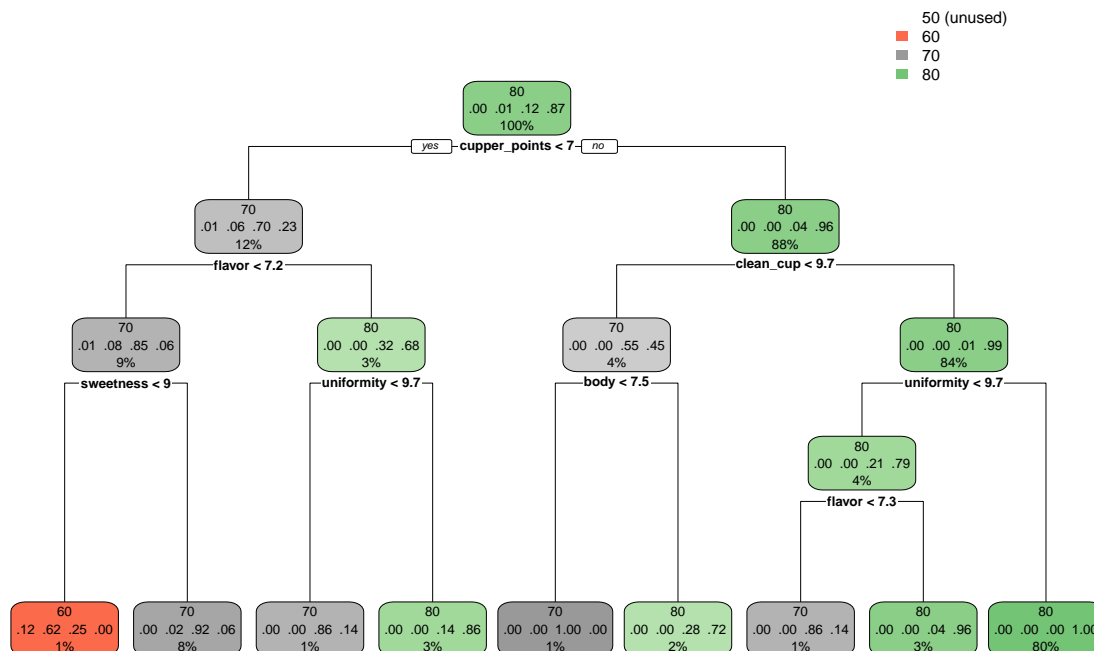 50 (unused)
60
70
80
80
.00 .01 .12 .87
100%
yes cupper_points < 7 no
70
.01 .06 .70 .23
12%
flavor < 7.2
80
.00 .00 .04 .96
88%
clean_cup < 9.7
70
.01 .08 .85 .06
9%
sweetness < 9
80
.00 .00 .32 .68
3%
uniformity < 9.7
70
.00 .00 .55 .45
4%
body < 7.5
80
.00 .00 .01 .99
84%
uniformity < 9.7
80
.00 .00 .21 .79
4%
flavor < 7.3
60
.12 .62 .25 .00
1%
70
.00 .02 .92 .06
8%
70
.00 .00 .86 .14
1%
80
.00 .00 .14 .86
3%
70
.00 .00 1.00 .00
1%
80
.00 .00 .28 .72
2%
70
.00 .00 .86 .14
1%
80
.00 .00 .04 .96
3%
80
.00 .00 .00 1.00
80%